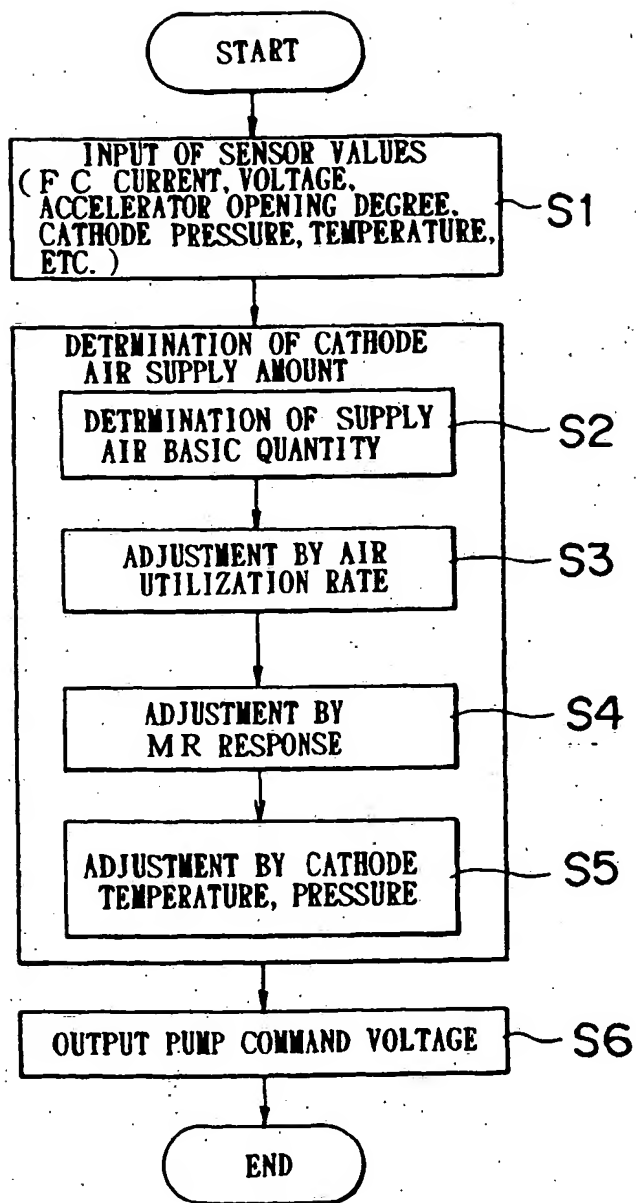 START
INPUT OF SENSOR VALUES
(F C CURRENT, VOLTAGE,
ACCELERATOR OPENING DEGREE,
CATHODE PRESSURE, TEMPERATURE,
ETC.)
S1
DETRMINATION OF CATHODE
AIR SUPPLY AMOUNT
DETRMINATION OF SUPPLY
AIR BASIC QUANTITY
S2
ADJUSTMENT BY AIR
UTILIZATION RATE
S3
ADJUSTMENT BY
MR RESPONSE
S4
ADJUSTMENT BY CATHODE
TEMPERATURE, PRESSURE
S5
OUTPUT PUMP COMMAND VOLTAGE
S6
END